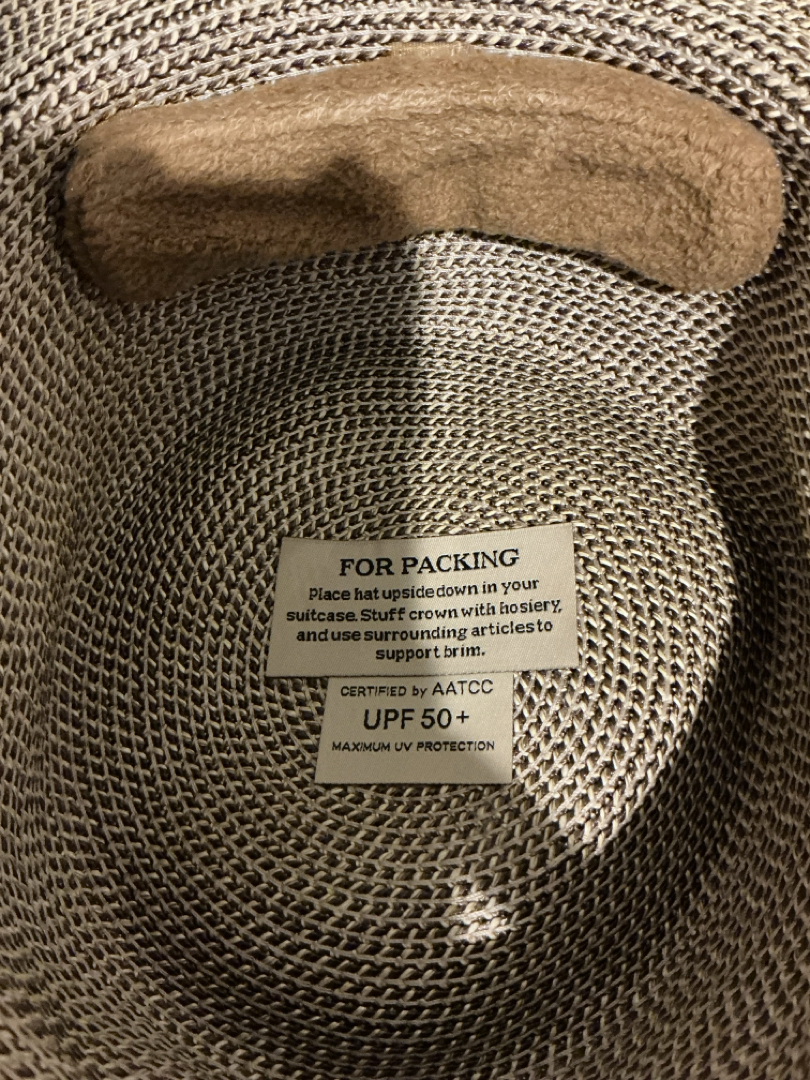 FOR PACKING
Place hat upside down in your
suitcase. Stuff crown with hosiery,
and use surrounding articles to
support brim.
CERTIFIED by AATCC
UPF 50+
MAXIMUM UV PROTECTION